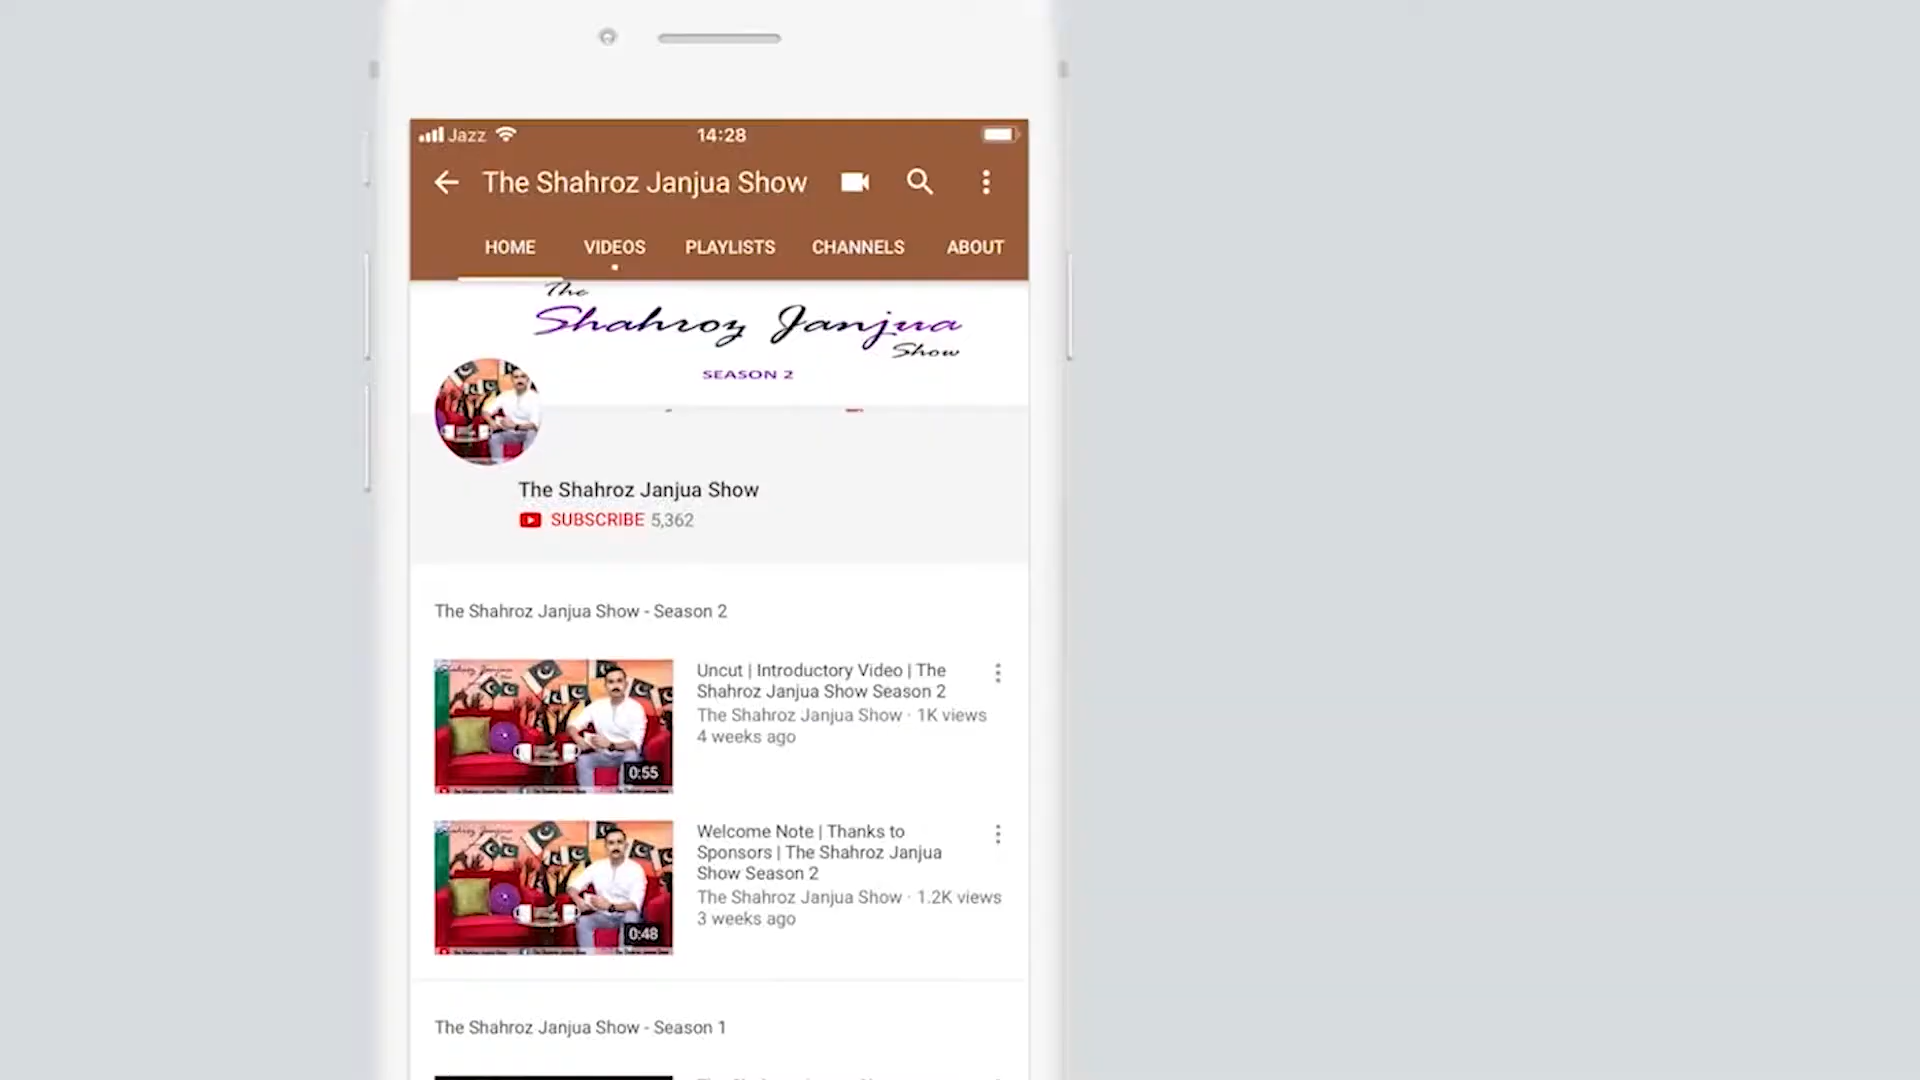 Jazz
14:28
The Shahroz Janjua Show
HOME VIDEOS PLAYLISTS CHANNELS ABOUT
The
Shahroz Janjua
Show
SEASON 2
The Shahroz Janjua Show
SUBSCRIBE 5,362
The Shahroz Janjua Show - Season 2
Uncut | Introductory Video | The
Shahroz Janjua Show Season 2
The Shahroz Janjua Show · 1K views
4 weeks ago
0:55
Welcome Note | Thanks to
Sponsors | The Shahroz Janjua
Show Season 2
The Shahroz Janjua Show · 1.2K views
3 weeks ago
0:48
The Shahroz Janjua Show - Season 1